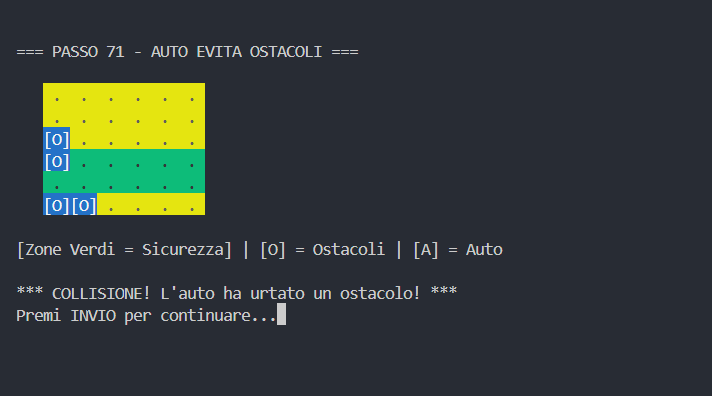 === PASSO 71 - AUTO EVITA OSTACOLI ===
. . . . . .
. . . . . .
[O] . . . . .
[O] . . . . .
. . . . . .
[O][O] . . . .
[Zone Verdi = Sicurezza] | [O] = Ostacoli | [A] = Auto
*** COLLISIONE! L'auto ha urtato un ostacolo! ***
Premi INVIO per continuare...